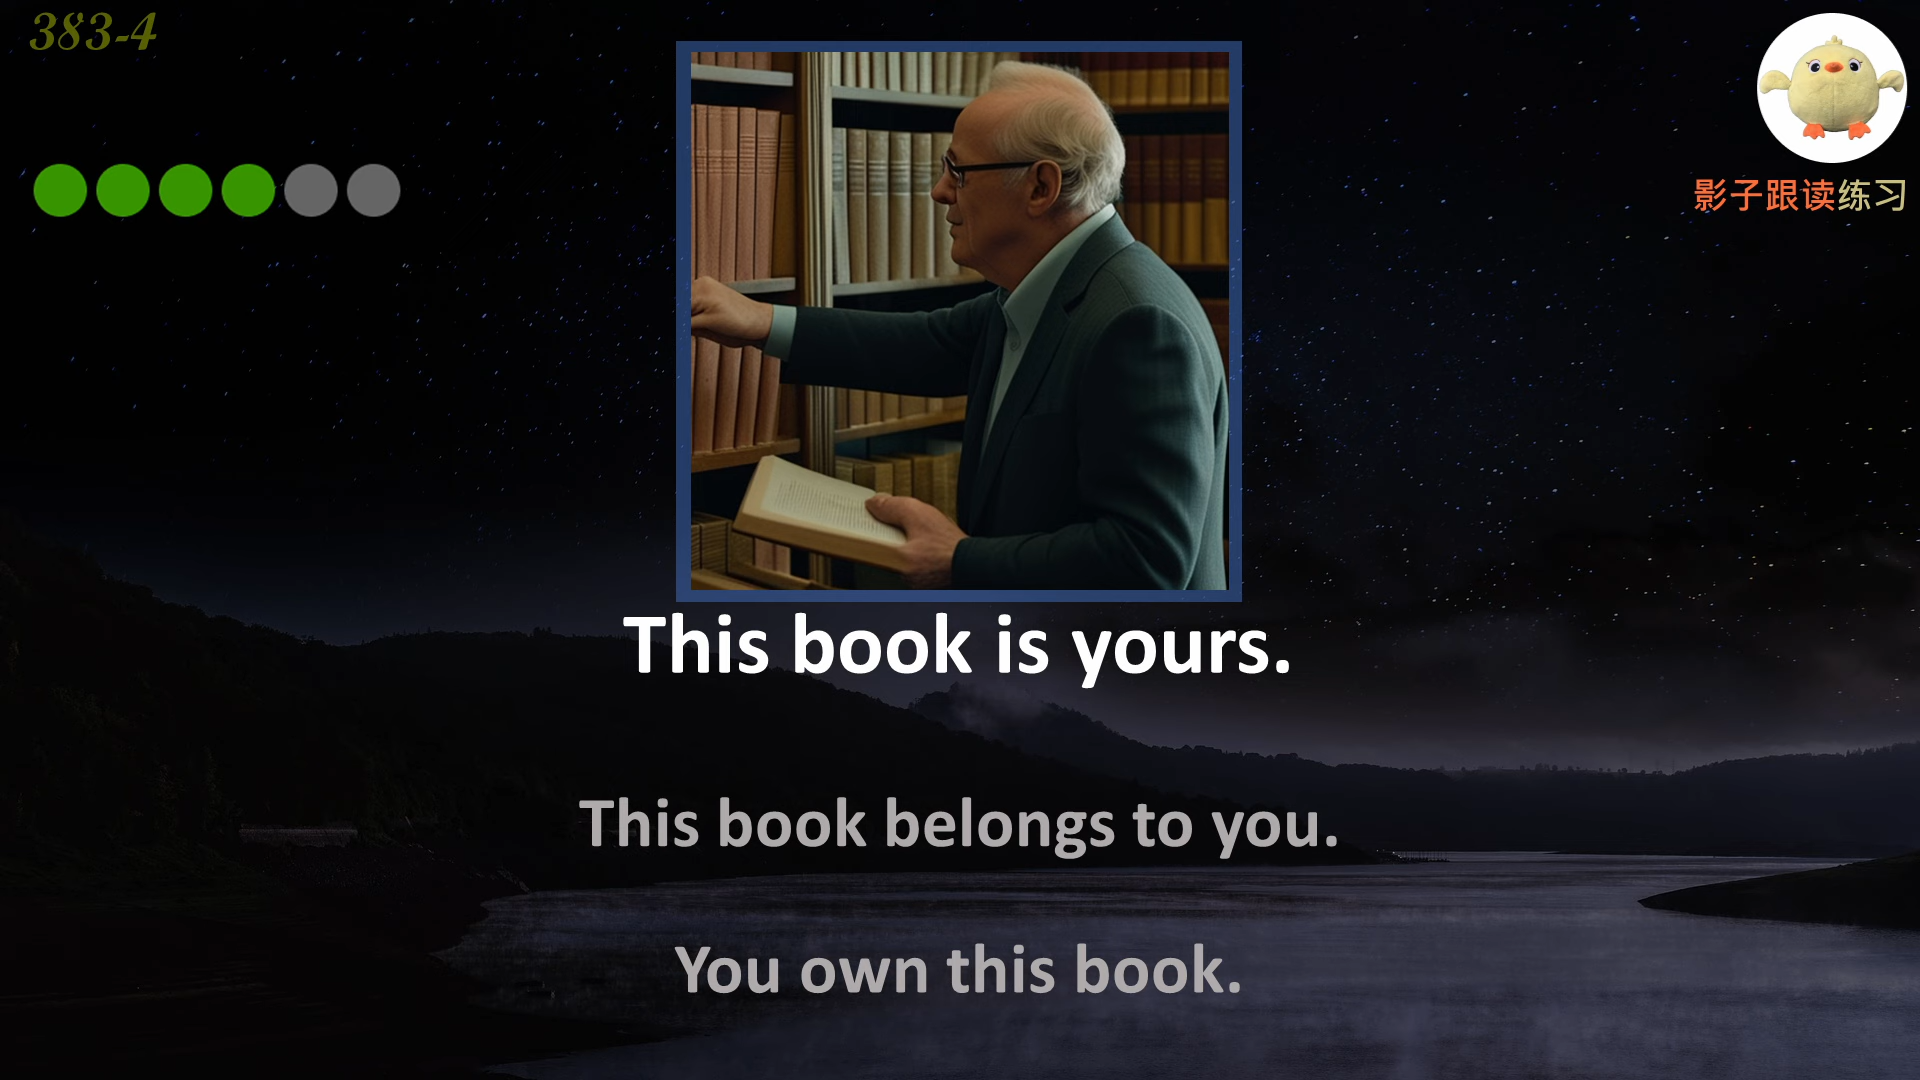 383-4
影子跟读练习
This book is yours.
This book belongs to you.
You own this book.